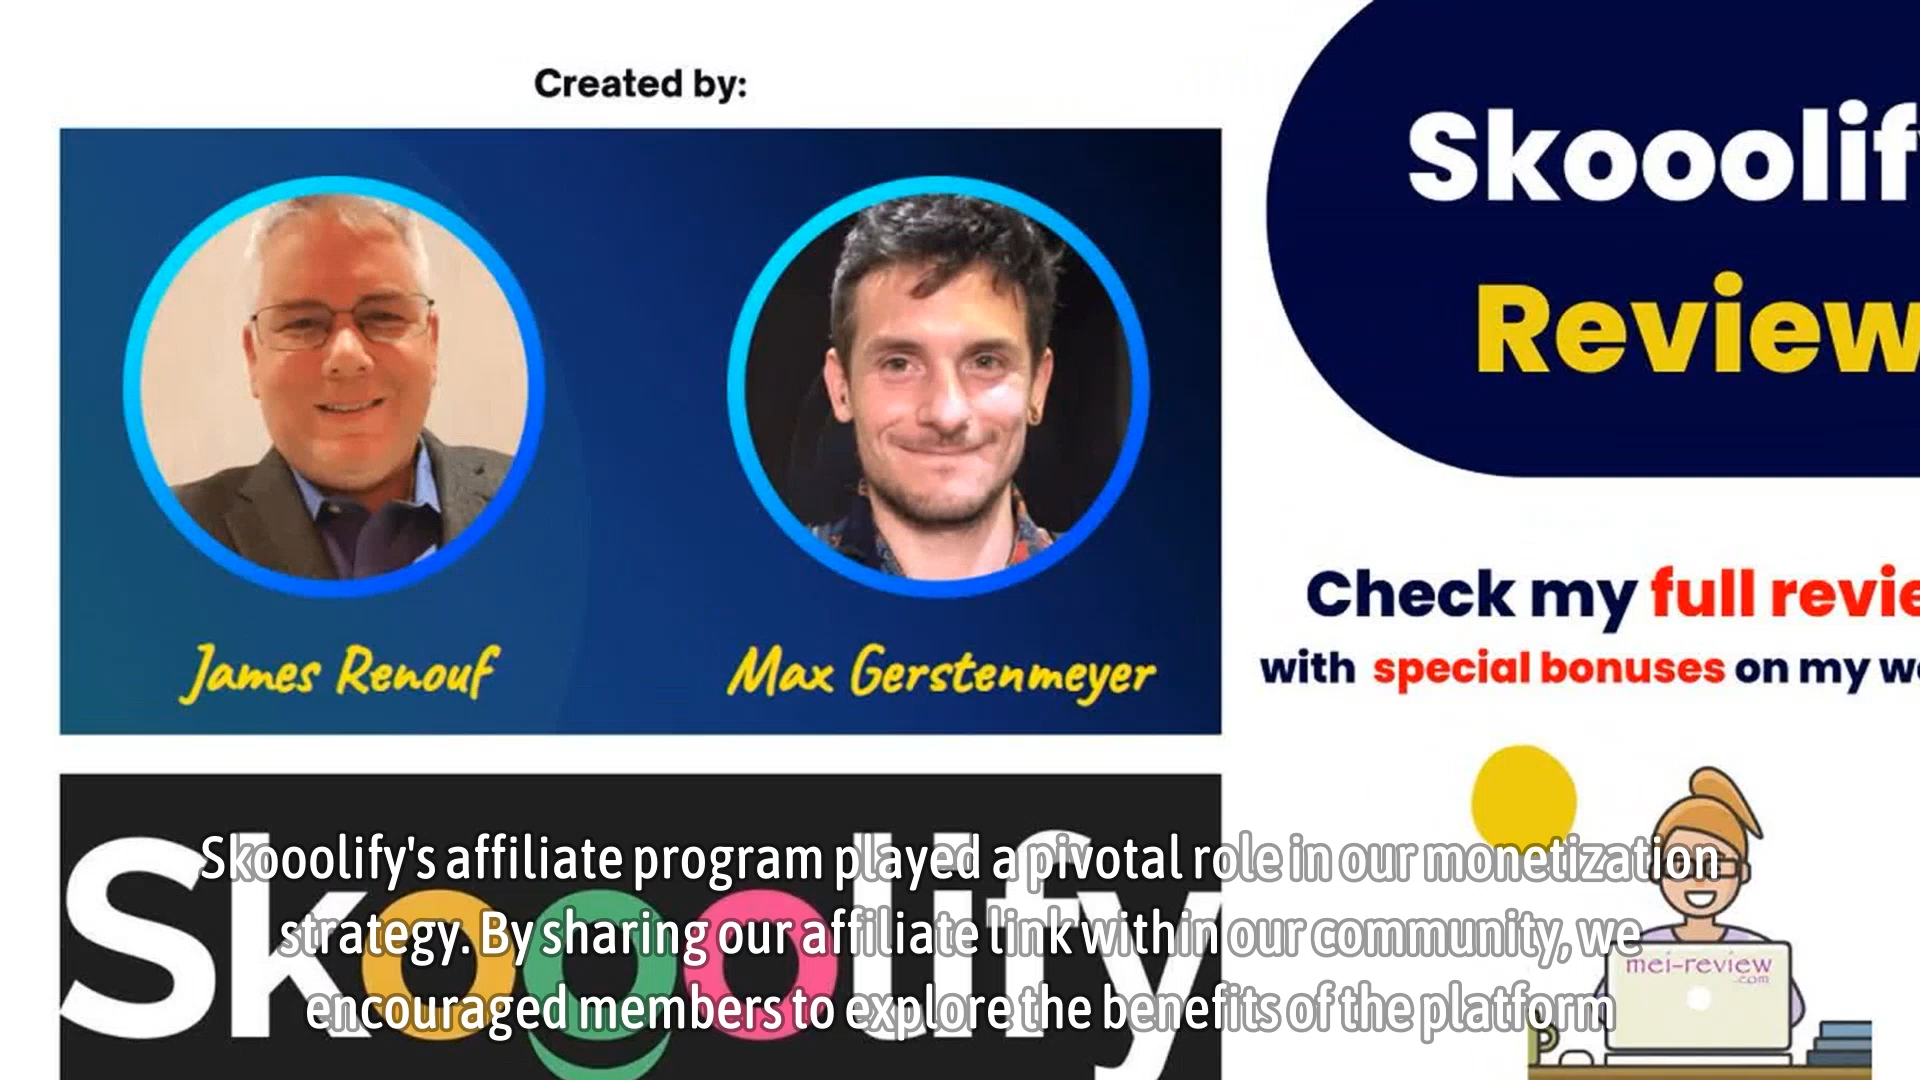 Created by:
James Renouf
Max Gerstenmeyer
Skooolify
Skooolif
Review
Check my full revie
with special bonuses on my we
mei-review
.com
Skooolify's affiliate program played a pivotal role in our monetization
strategy. By sharing our affiliate link within our community, we
encouraged members to explore the benefits of the platform